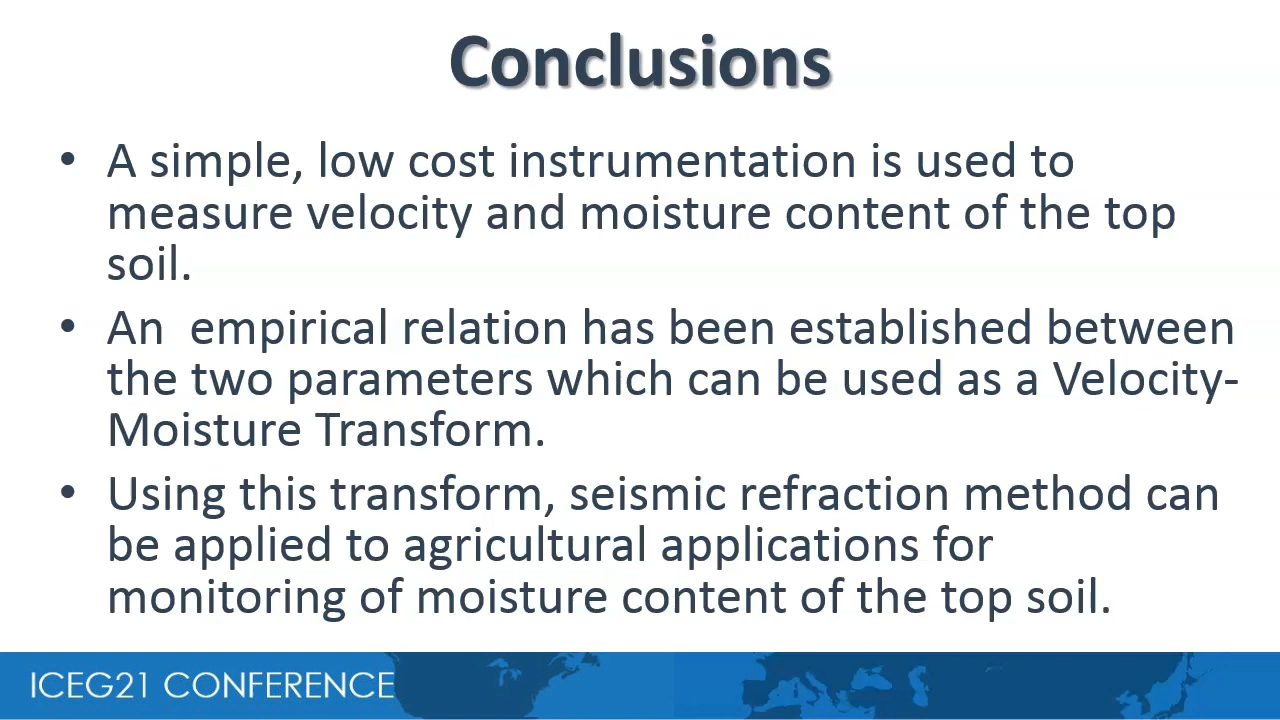 Conclusions
• A simple, low cost instrumentation is used to
measure velocity and moisture content of the top
soil.
• An  empirical relation has been established between
the two parameters which can be used as a Velocity-
Moisture Transform.
• Using this transform, seismic refraction method can
be applied to agricultural applications for
monitoring of moisture content of the top soil.
ICEG21 CONFERENCE